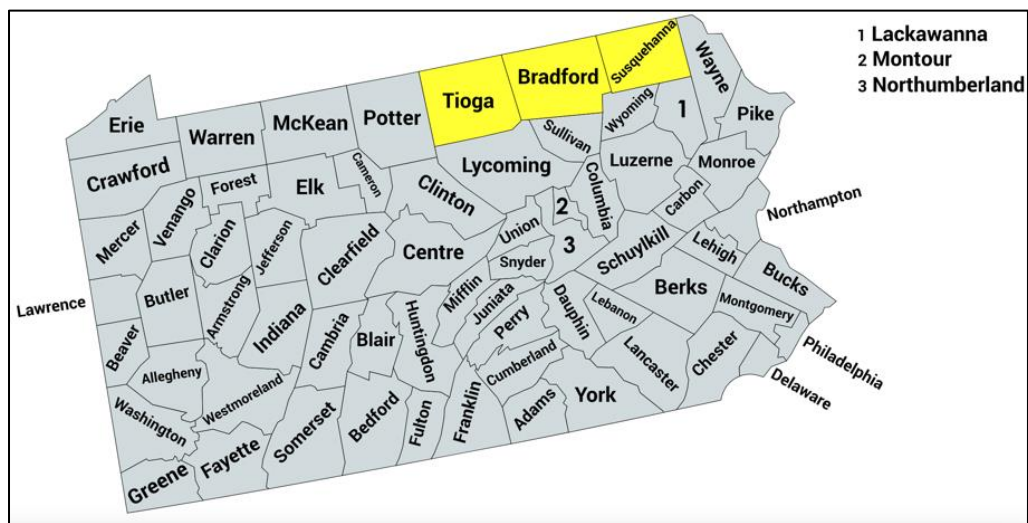 1 Lackawanna
2 Montour
3 Northumberland
Erie
Warren
McKean
Potter
Tioga
Bradford
Susquehanna
Wayne
Crawford
Forest
Elk
Cameron
Clinton
Lycoming
Sullivan
Wyoming
1
Pike
Mercer
Venango
Clarion
Jefferson
Clearfield
Centre
Union
2
Columbia
Luzerne
Monroe
Carbon
Northampton
Lawrence
Butler
Armstrong
Indiana
Cambria
Blair
Huntingdon
Mifflin
Snyder
3
Juniata
Perry
Dauphin
Schuylkill
Lebanon
Berks
Lehigh
Bucks
Montgomery
Beaver
Allegheny
Westmoreland
Washington
Greene
Fayette
Somerset
Bedford
Fulton
Franklin
Cumberland
Adams
York
Lancaster
Chester
Philadelphia
Delaware